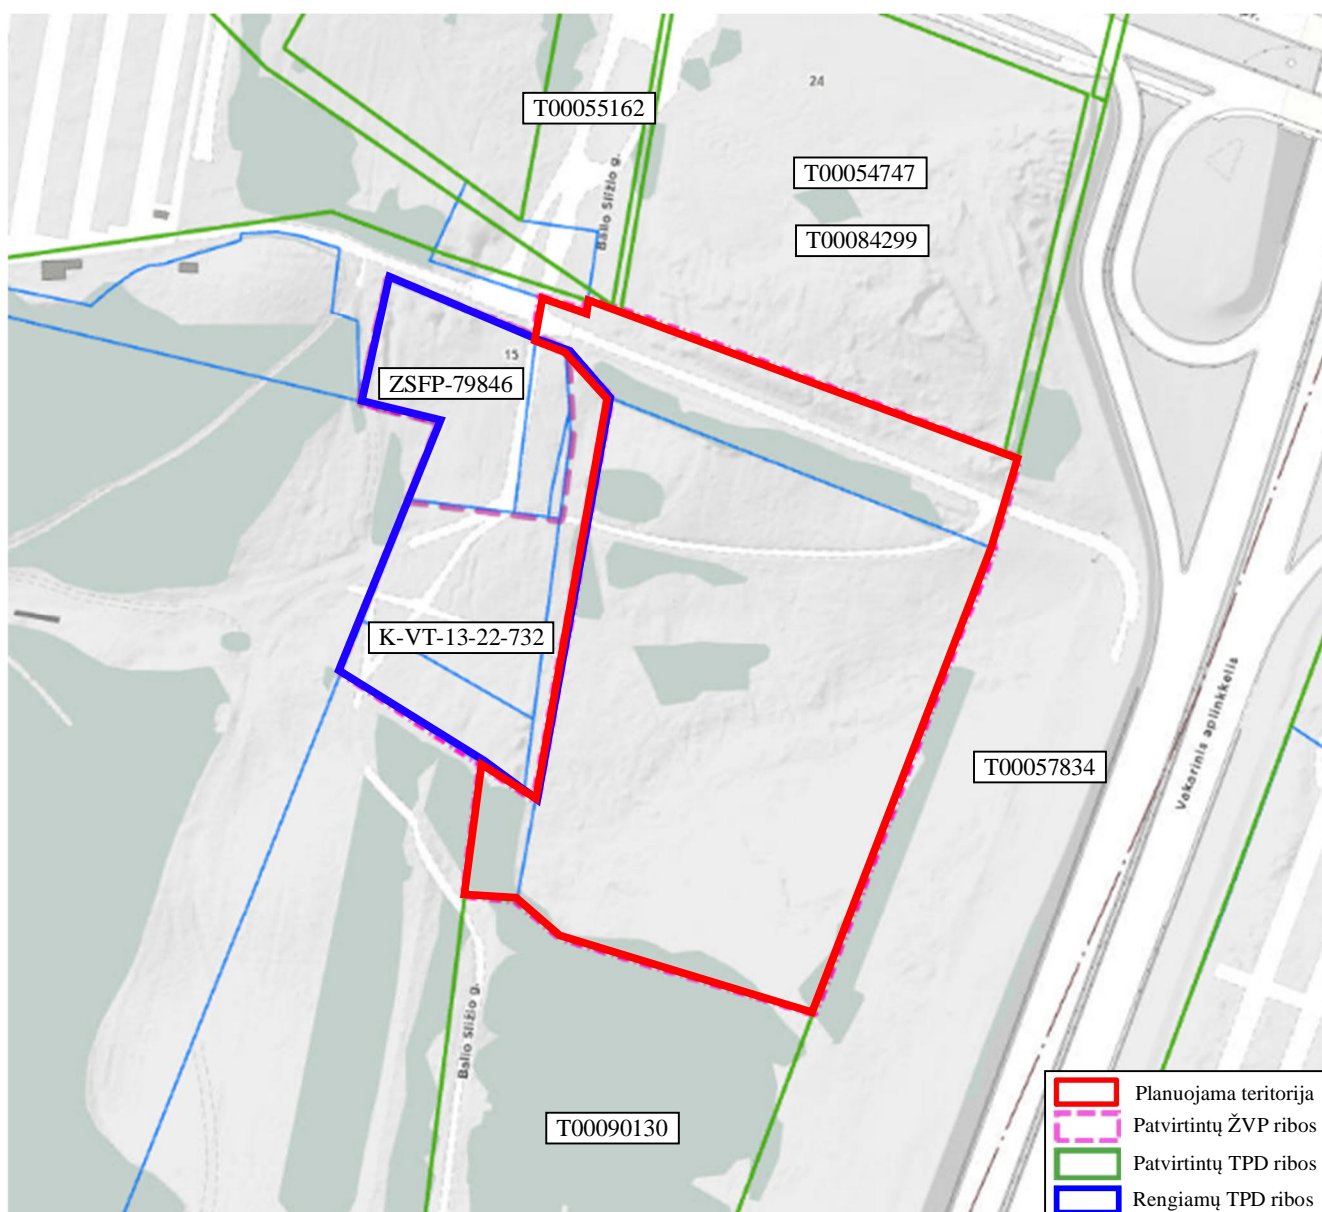 24
T00055162
Balio Sližio g.
T00054747
T00084299
15
ZSFP-79846
K-VT-13-22-732
Vakarinis aplinkkelis
T00057834
Balio Sližio g.
T00090130
Planuojama teritorija
Patvirtintų ŽVP ribos
Patvirtintų TPD ribos
Rengiamų TPD ribos